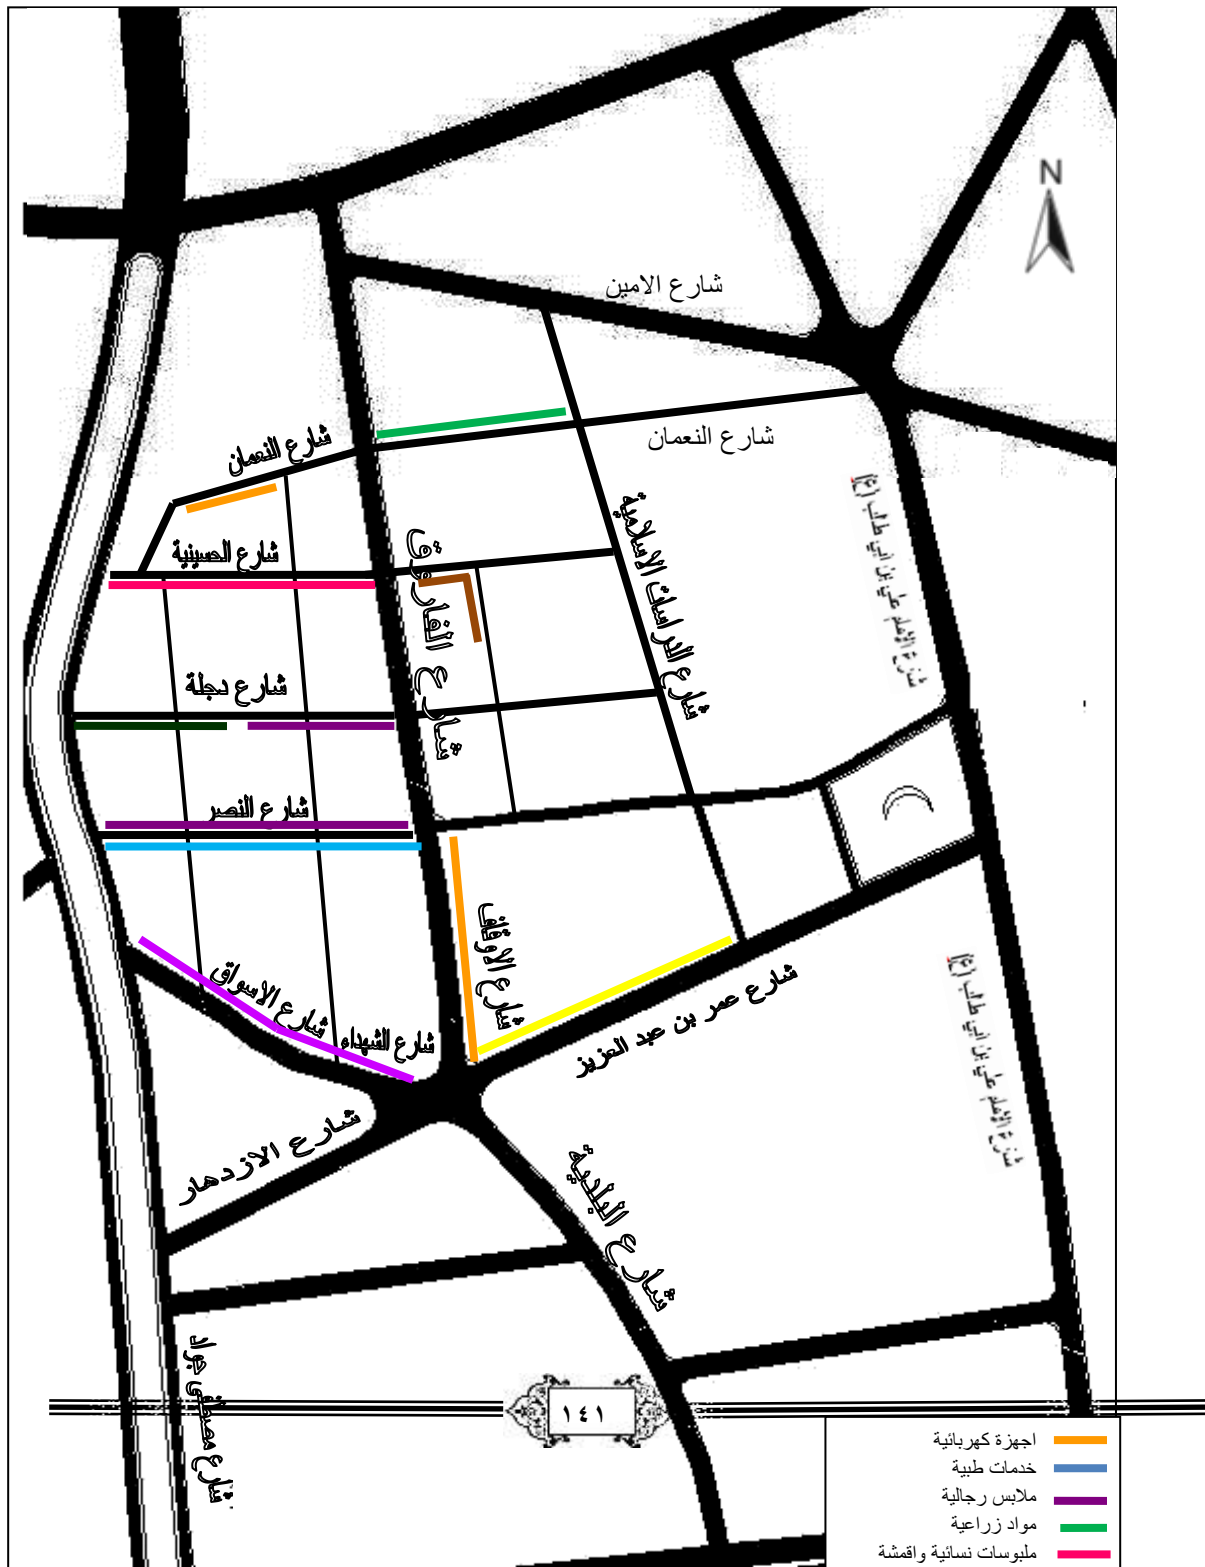 N
شارع الامين
شارع النعمان
شارع النعمان
شارع الامام علي بن ابي طالب (ع)
شارع الدراسات الاسلامية
شارع الحسينية
شارع الفاروق
شارع دجلة
شارع النصر
شارع الاوقاف
شارع الاسواق
شارع الشهداء
شارع عمر بن عبد العزيز
شارع الامام علي بن ابي طالب (ع)
شارع الازدهار
شارع البلدية
شارع مصطفى جواد
١٤١
اجهزة كهربائية
خدمات طبية
ملابس رجالية
مواد زراعية
ملبوسات نسائية واقمشة